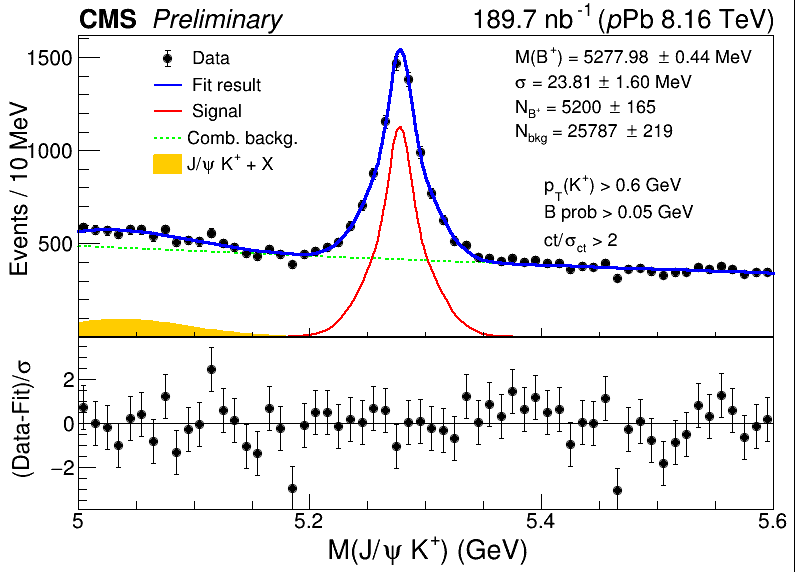 CMS Preliminary 189.7 nb⁻¹ (pPb 8.16 TeV)
Events / 10 MeV
1500
1000
500
Data
Fit result
Signal
Comb. backg.
J/ψ K⁺ + X
M(B⁺) = 5277.98 ± 0.44 MeV
σ = 23.81 ± 1.60 MeV
N_B⁺ = 5200 ± 165
N_bkg = 25787 ± 219
p_T(K⁺) > 0.6 GeV
B prob > 0.05 GeV
ct/σ_ct > 2
(Data-Fit)/σ
2
0
−2
5 5.2 5.4 5.6
M(J/ψ K⁺) (GeV)